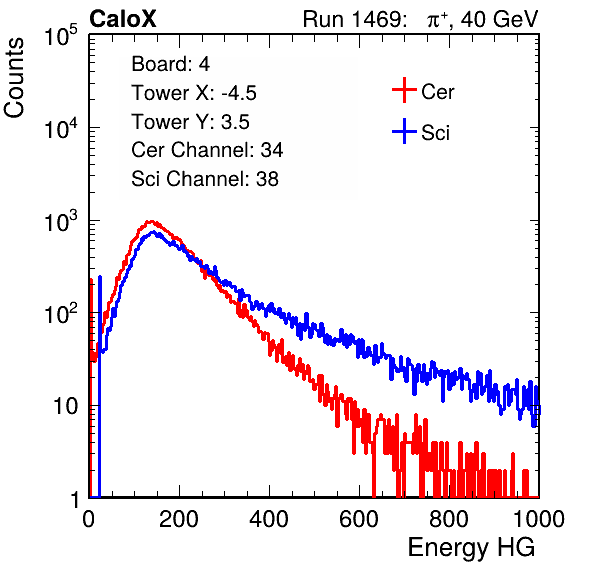 CaloX Run 1469: π⁺, 40 GeV
Counts
Board: 4
Tower X: -4.5
Tower Y: 3.5
Cer Channel: 34
Sci Channel: 38
Cer
Sci
10⁵
10⁴
10³
10²
10
1
0 200 400 600 800 1000
Energy HG